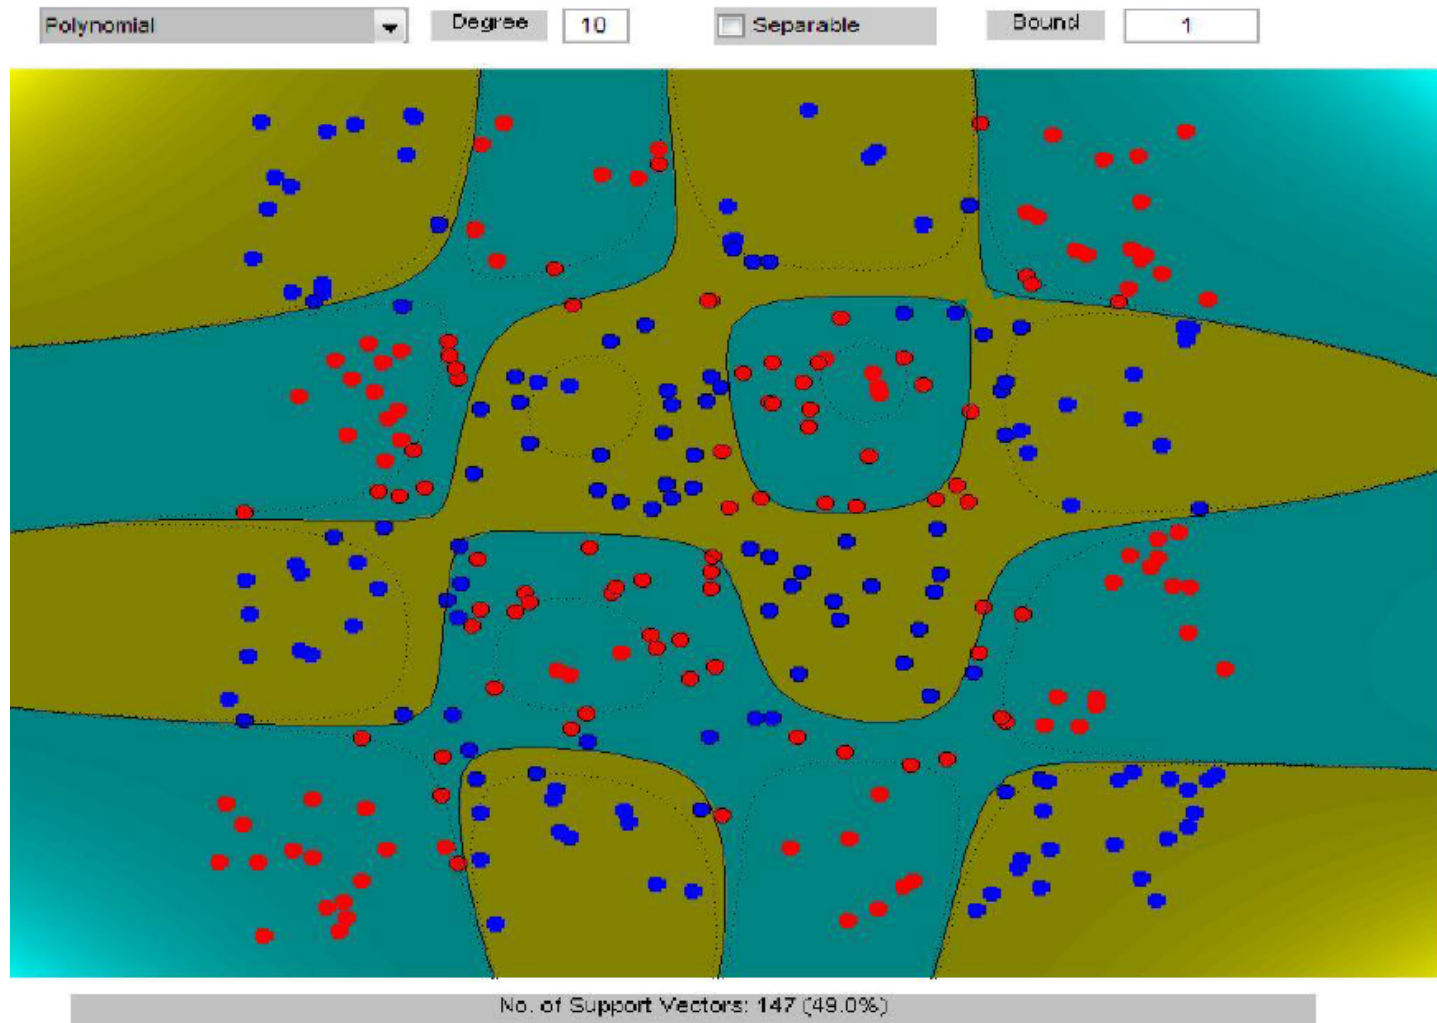 Polynomial Degree 10 Separable Bound 1
No. of Support Vectors: 147 (49.0%)